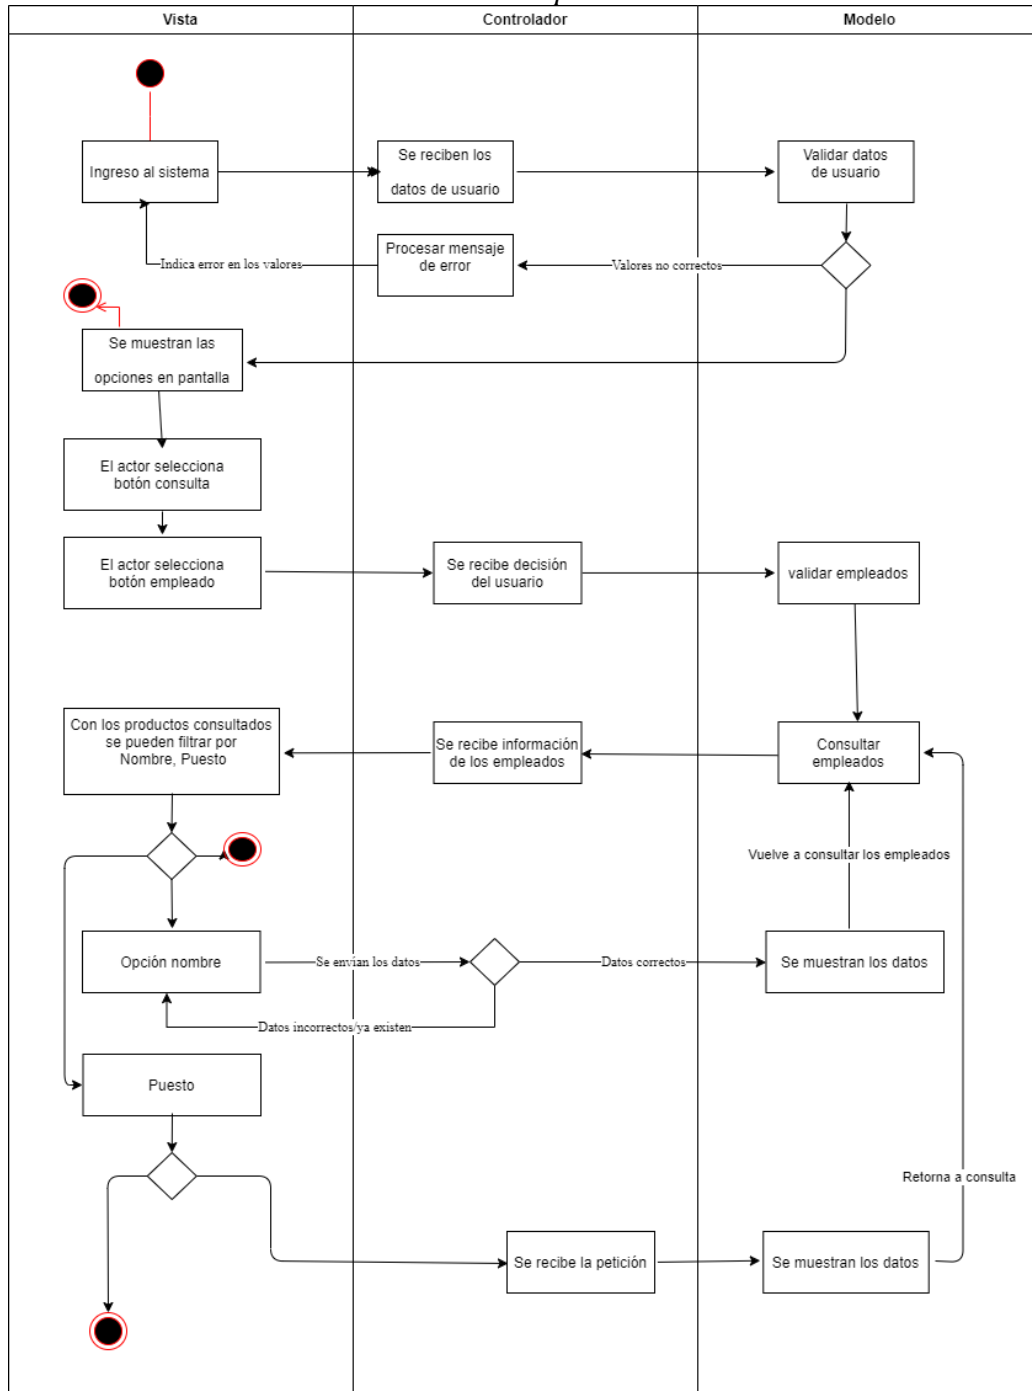 Vista
Controlador
Modelo
Ingreso al sistema
Se reciben los
datos de usuario
Validar datos
de usuario
Procesar mensaje
de error
Indica error en los valores
Valores no correctos
Se muestran las
opciones en pantalla
El actor selecciona
botón consulta
El actor selecciona
botón empleado
Se recibe decisión
del usuario
validar empleados
Con los productos consultados
se pueden filtrar por
Nombre, Puesto
Se recibe información
de los empleados
Consultar
empleados
Vuelve a consultar los empleados
Opción nombre
Se envían los datos
Datos correctos
Se muestran los datos
Datos incorrectos/ya existen
Puesto
Retorna a consulta
Se recibe la petición
Se muestran los datos